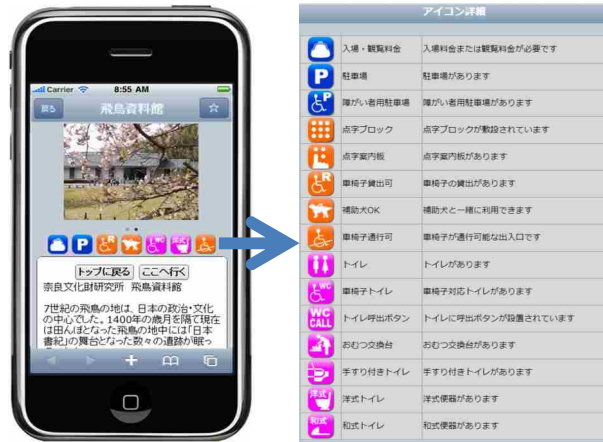 Carrier
8:55 AM
戻る
飛鳥資料館
P
R
WC
洋式
トップに戻る
ここへ行く
奈良文化財研究所 飛鳥資料館
7世紀の飛鳥の地は、日本の政治・文化
の中心でした。1400年の歳月を隔て現在
は田んぼとなった飛鳥の地中には「日本
書紀」の舞台となった数々の遺跡が眠っ
アイコン詳細
入場・観覧料金 入場料金または観覧料金が必要です
P 駐車場 駐車場があります
P 障がい者用駐車場 障がい者用駐車場があります
点字ブロック 点字ブロックが敷設されています
点字案内板 点字案内板があります
R 車椅子貸出可 車椅子の貸出があります
補助犬OK 補助犬と一緒に利用できます
車椅子通行可 車椅子が通行可能な出入口です
トイレ トイレがあります
WC 車椅子トイレ 車椅子対応トイレがあります
WC CALL トイレ呼出ボタン トイレに呼出ボタンが設置されています
おむつ交換台 おむつ交換台があります
手すり付きトイレ 手すり付きトイレがあります
洋式 洋式トイレ 洋式便器があります
和式 和式トイレ 和式便器があります